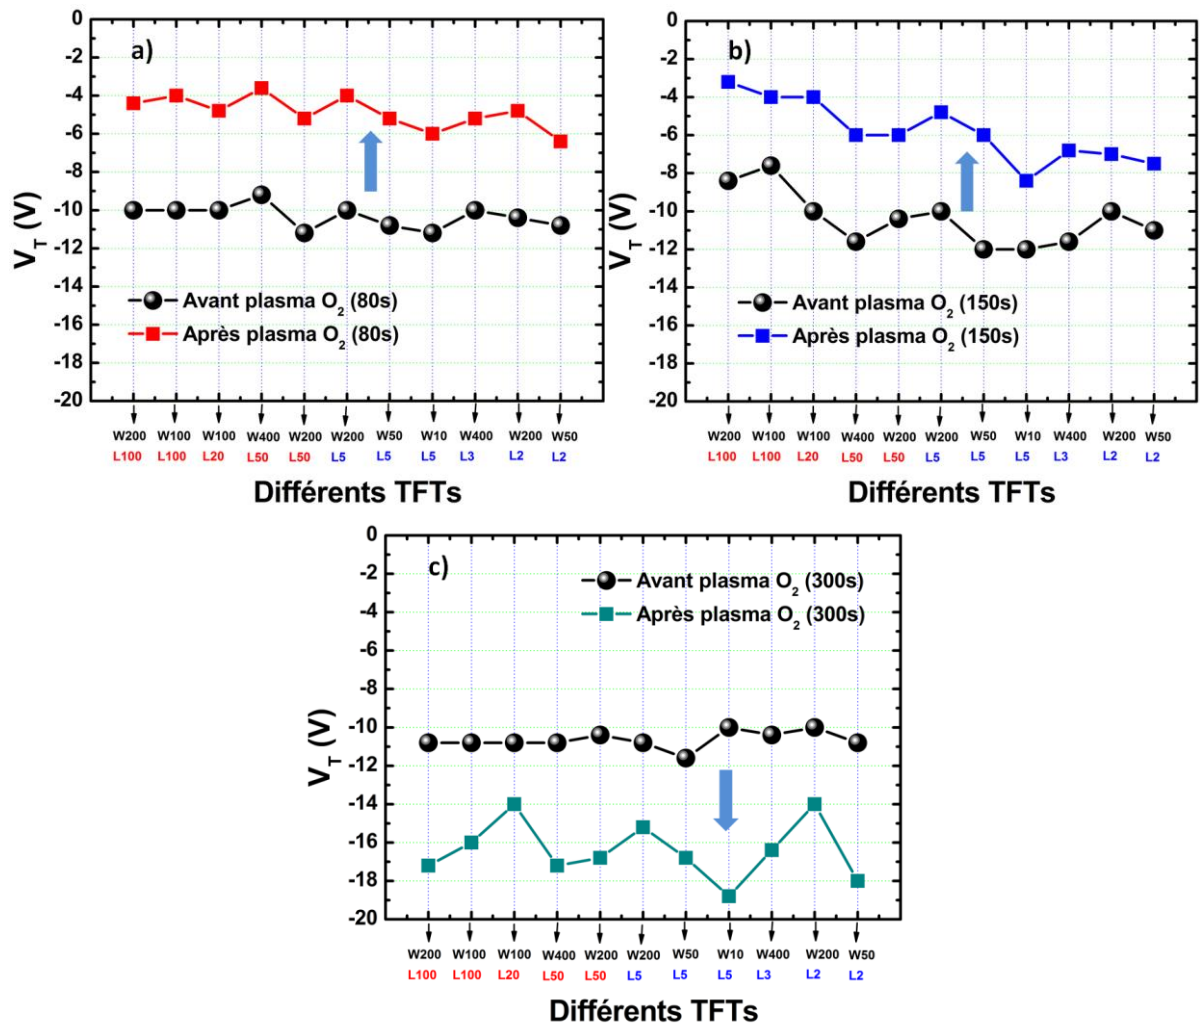 a)
0
-2
-4
-6
-8
-10
-12
-14
-16
-18
-20
V_T (V)
Avant plasma O_2 (80s)
Après plasma O_2 (80s)
W200 W100 W100 W400 W200 W200 W50 W10 W400 W200 W50
L100 L100 L20 L50 L50 L5 L5 L5 L3 L2 L2
Différents TFTs
b)
0
-2
-4
-6
-8
-10
-12
-14
-16
-18
-20
V_T (V)
Avant plasma O_2 (150s)
Après plasma O_2 (150s)
W200 W100 W100 W400 W200 W200 W50 W10 W400 W200 W50
L100 L100 L20 L50 L50 L5 L5 L5 L3 L2 L2
Différents TFTs
c)
0
-2
-4
-6
-8
-10
-12
-14
-16
-18
-20
V_T (V)
Avant plasma O_2 (300s)
Après plasma O_2 (300s)
W200 W100 W100 W400 W200 W200 W50 W10 W400 W200 W50
L100 L100 L20 L50 L50 L5 L5 L5 L3 L2 L2
Différents TFTs